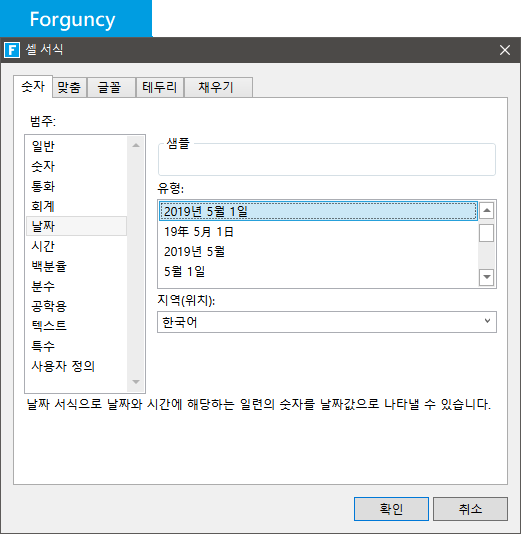 Forguncy
F 셀 서식
숫자 맞춤 글꼴 테두리 채우기
범주:
일반
숫자
통화
회계
날짜
시간
백분율
분수
공학용
텍스트
특수
사용자 정의
샘플
유형:
2019년 5월 1일
19年 5月 1日
2019년 5월
5월 1일
지역(위치):
한국어
날짜 서식으로 날짜와 시간에 해당하는 일련의 숫자를 날짜값으로 나타낼 수 있습니다.
확인 취소